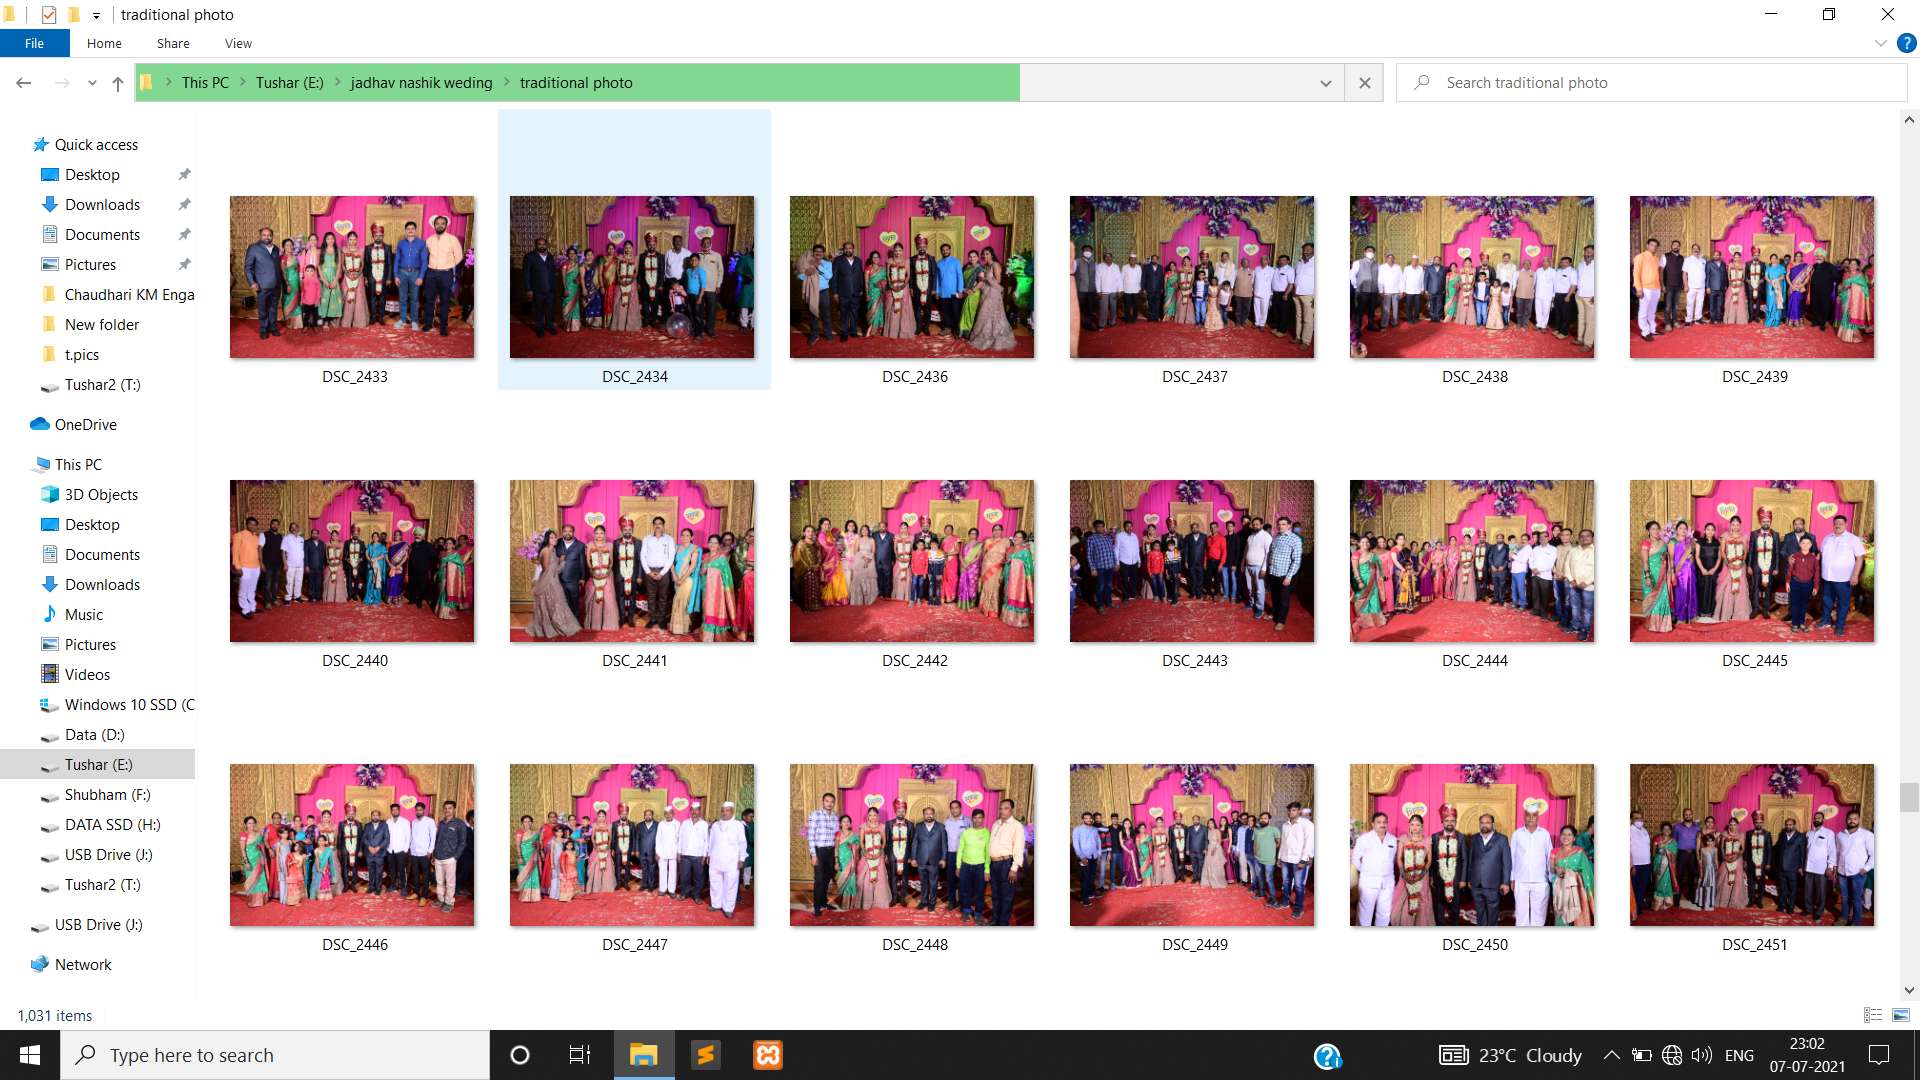 traditional photo
File Home Share View
This PC Tushar (E:) jadhav nashik weding traditional photo
Search traditional photo
Quick access
Desktop
Downloads
Documents
Pictures
Chaudhari KM Enga
New folder
t.pics
Tushar2 (T:)
OneDrive
This PC
3D Objects
Desktop
Documents
Downloads
Music
Pictures
Videos
Windows 10 SSD (C
Data (D:)
Tushar (E:)
Shubham (F:)
DATA SSD (H:)
USB Drive (J:)
Tushar2 (T:)
USB Drive (J:)
Network
DSC_2433 DSC_2434 DSC_2436 DSC_2437 DSC_2438 DSC_2439
DSC_2440 DSC_2441 DSC_2442 DSC_2443 DSC_2444 DSC_2445
DSC_2446 DSC_2447 DSC_2448 DSC_2449 DSC_2450 DSC_2451
1,031 items
Type here to search
23°C Cloudy
ENG
23:02
07-07-2021